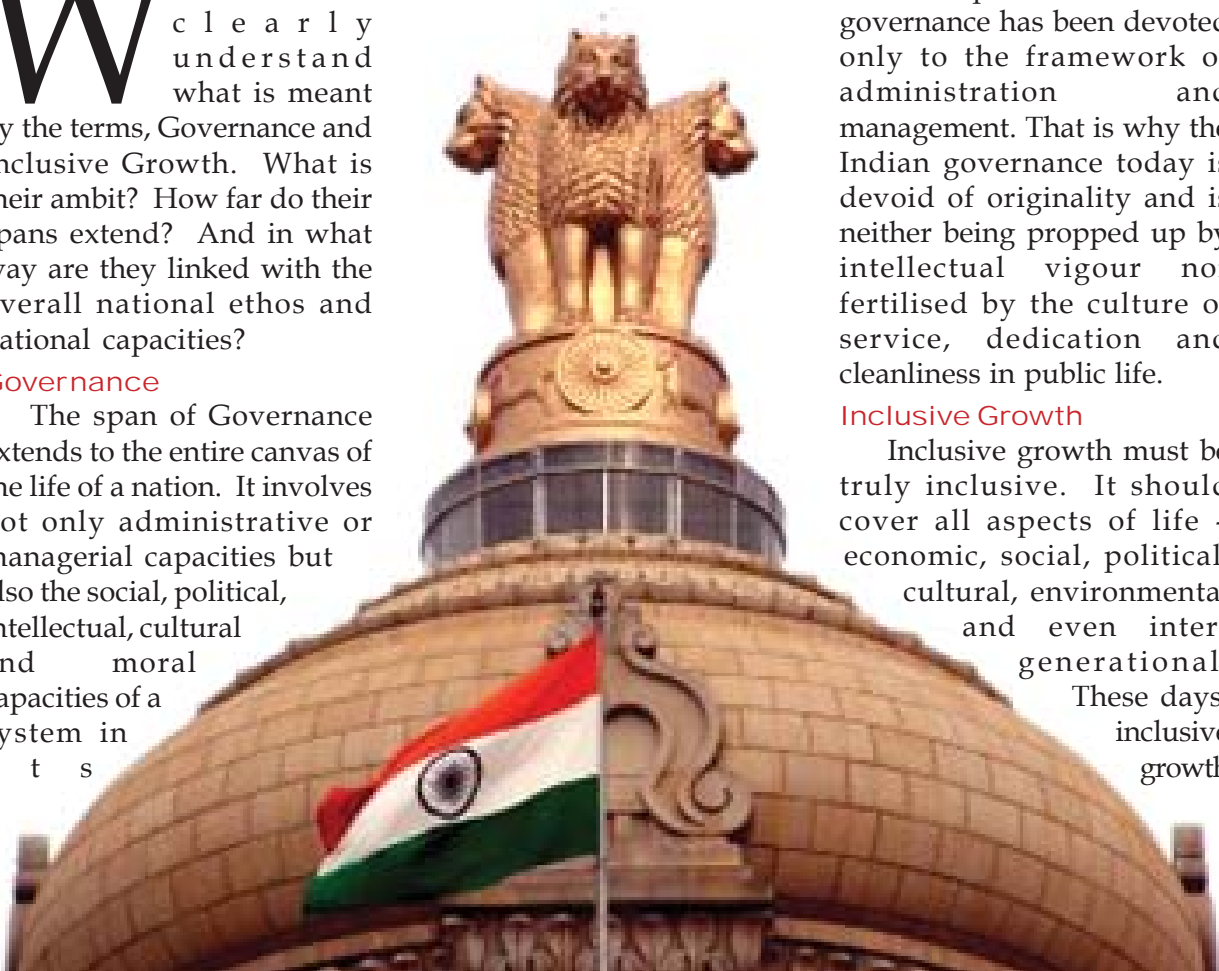 W
clearly
understand
what is meant
y the terms, Governance and
nclusive Growth. What is
heir ambit? How far do their
pans extend? And in what
way are they linked with the
verall national ethos and
ational capacities?
Governance
The span of Governance
xtends to the entire canvas of
he life of a nation. It involves
ot only administrative or
managerial capacities but
lso the social, political,
ntellectual, cultural
nd moral
apacities of a
ystem in
t s
governance has been devoted
only to the framework o
administration and
management. That is why the
Indian governance today is
devoid of originality and is
neither being propped up by
intellectual vigour nor
fertilised by the culture o
service, dedication and
cleanliness in public life.
Inclusive Growth
Inclusive growth must be
truly inclusive. It should
cover all aspects of life -
economic, social, political
cultural, environmenta
and even inter
generational
These days
inclusive
growth